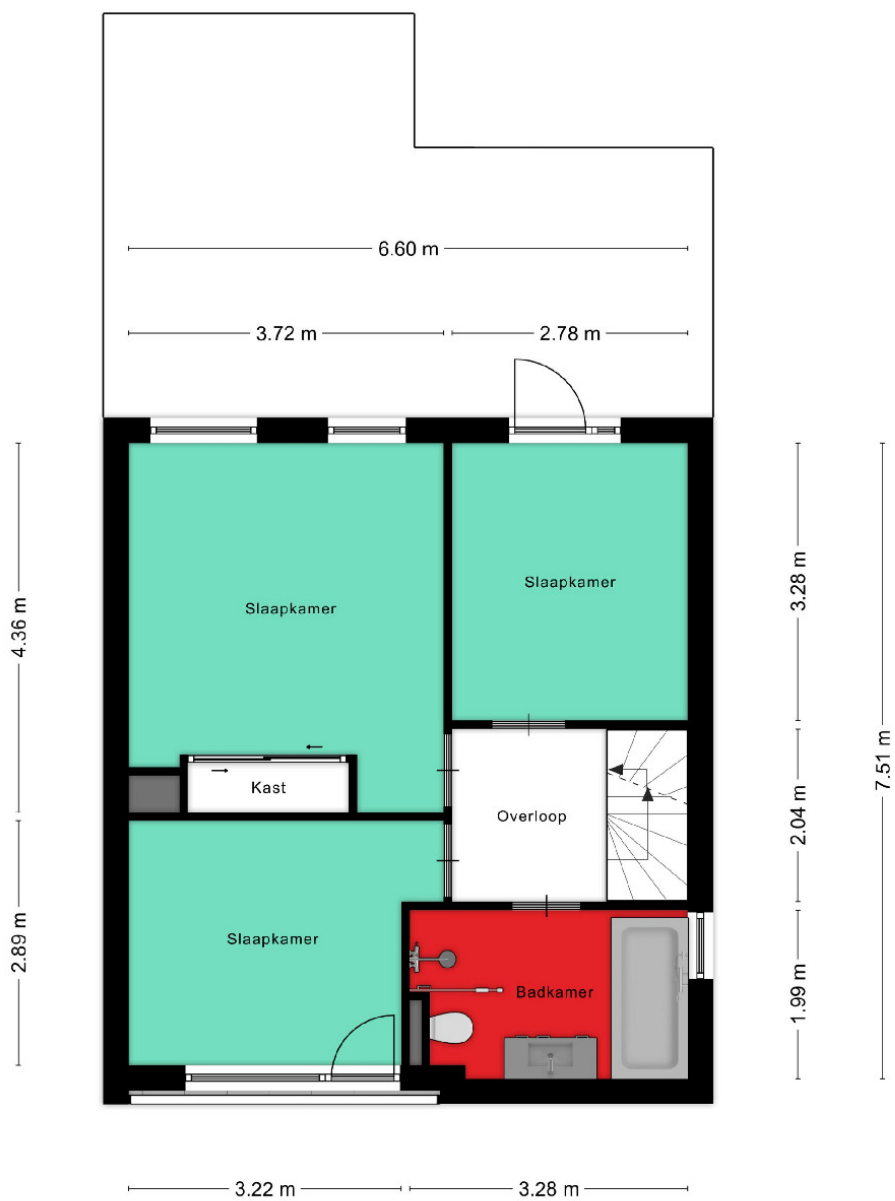 6.60 m
3.72 m
2.78 m
4.36 m
3.28 m
7.51 m
Slaapkamer
Slaapkamer
Kast
Overloop
2.04 m
2.89 m
Slaapkamer
Badkamer
1.99 m
3.22 m
3.28 m